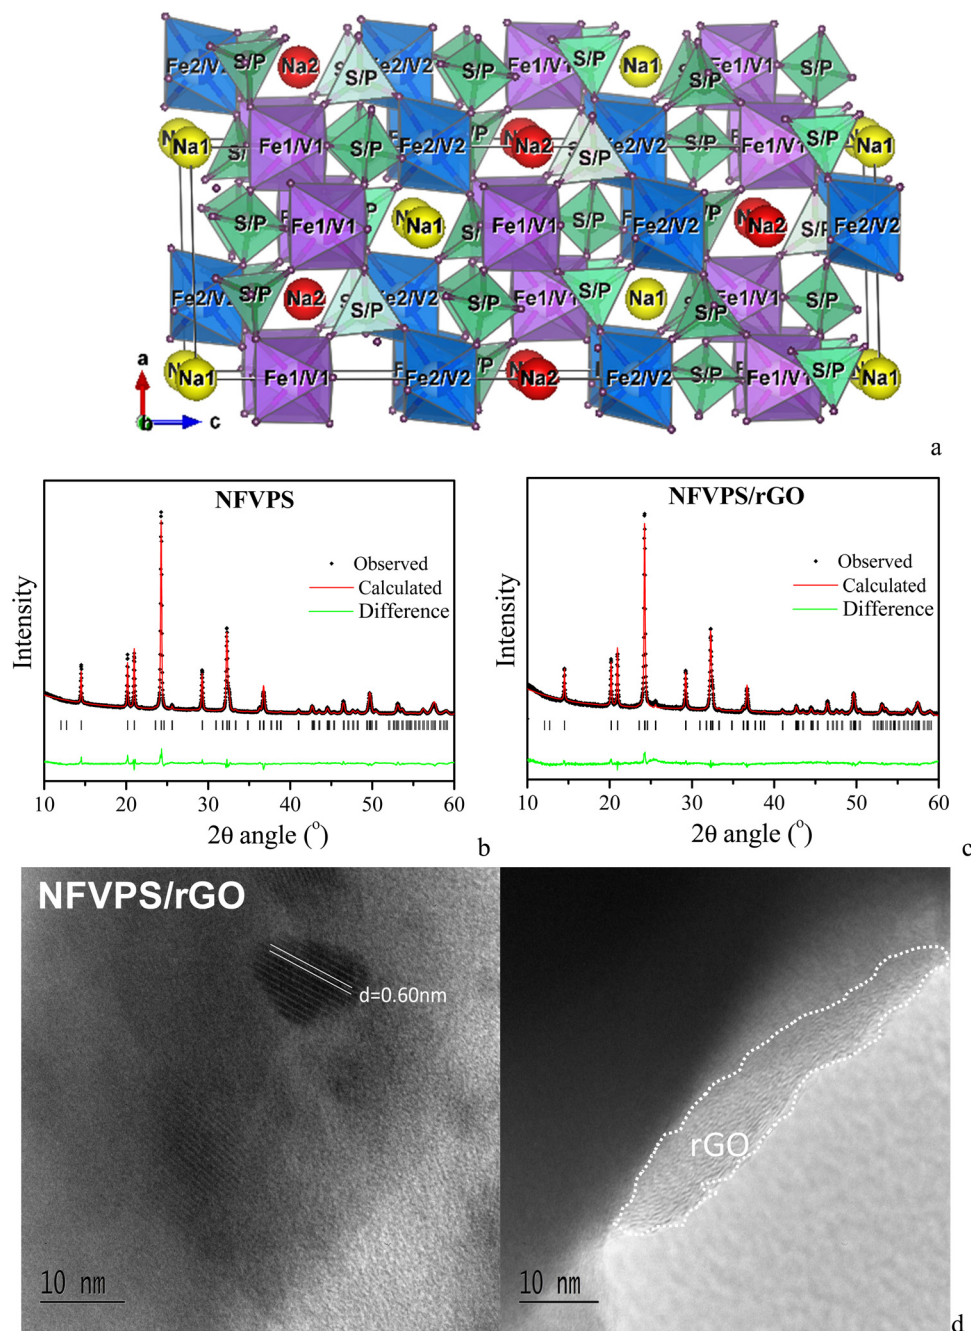 Fe2/V2 S/P Na2 S/P Fe2/V2 S/P Fe1/V1 S/P Na1 S Fe1/V1 S/P
N Na1 S/P Fe1/V1 S/P F Fe2/V2 Na2 S/P Fe2/V2 S/P F Fe1/V1 S/P N Na1
S/P F Fe1/V1 /P N Na1 S/P Fe1/V1 S/P Fe2/V2 S/P N Na2 S/P Fe2/V2
Fe2/V2 S/P Na2 S S/P Fe2/V2 S/P Fe1/V1 S/P Na1 S Fe1/V1 S/P
a
N Na1 Fe1/V1 F Fe2/V2 /P Na2 Fe2/V2 S/P Fe1/V1 S/P Na1
b c
a
NFVPS
Observed
Calculated
Difference
Intensity
10 20 30 40 50 60
2θ angle (°)
b
NFVPS/rGO
Observed
Calculated
Difference
Intensity
10 20 30 40 50 60
2θ angle (°)
c
NFVPS/rGO
d=0.60nm
10 nm
rGO
10 nm
d